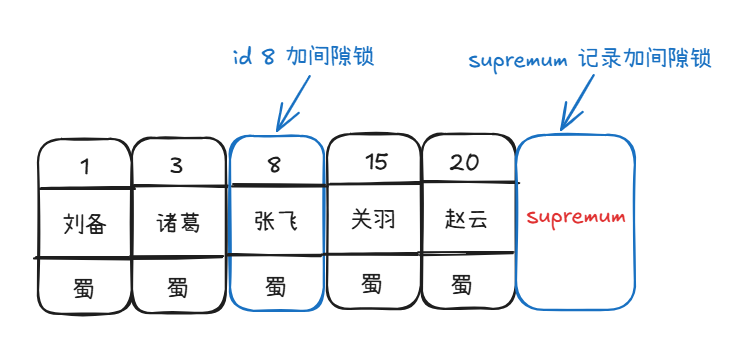 id 8 加间隙锁
supremum 记录加间隙锁
1 3 8 15 20
刘备 诸葛 张飞 关羽 赵云 supremum
蜀 蜀 蜀 蜀 蜀